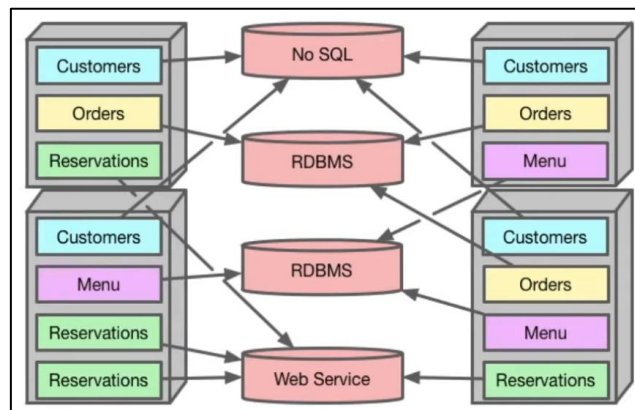 Customers
Orders
Reservations
Customers
Menu
Reservations
Reservations
No SQL
RDBMS
RDBMS
Web Service
Customers
Orders
Menu
Customers
Orders
Menu
Reservations